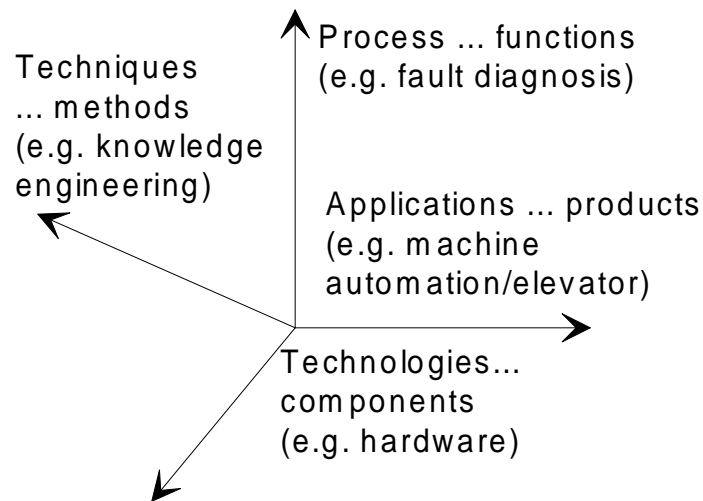 Process ... functions
(e.g. fault diagnosis)
Techniques
... methods
(e.g. knowledge
engineering)
Applications ... products
(e.g. machine
automation/elevator)
Technologies...
components
(e.g. hardware)